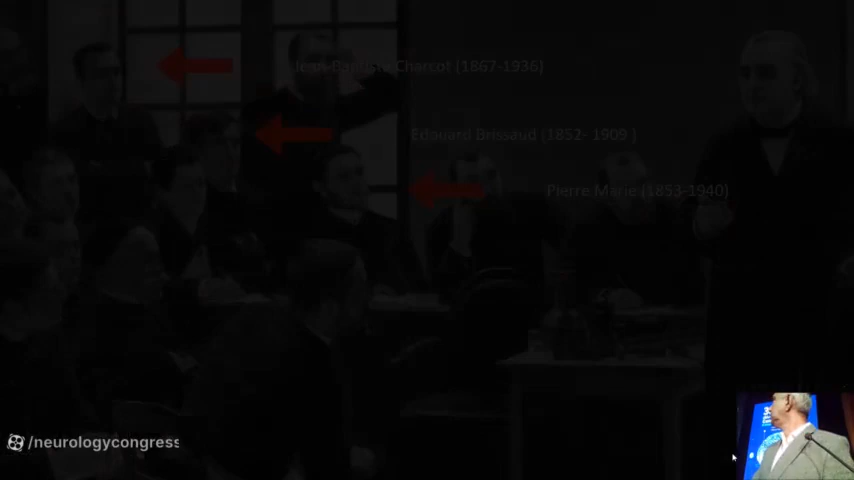 Jean-Baptiste Charcot (1867-1936)
Edouard Brissaud (1852- 1909 )
Pierre Marie (1853-1940)
/neurologycongress